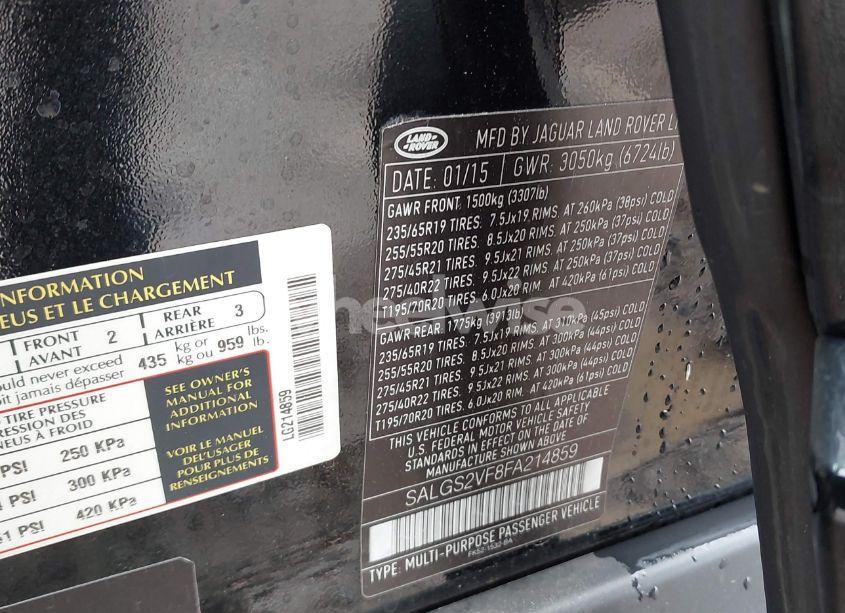 INFORMATION
EUS ET LE CHARGEMENT
FRONT
AVANT 2
REAR
ARRIÈRE 3
ould never exceed
oit jamais dépasser 435 kg or kg ou 959 lbs. lb.
TIRE PRESSURE
PRESSION DES
NEUS À FROID
PSI 250 KPa
PSI 300 KPa
61 PSI 420 KPa
SEE OWNER'S
MANUAL FOR
ADDITIONAL
INFORMATION
VOIR LE MANUEL
DEL'USAGER
POUR PLUS DE
RENSEIGNEMENTS
LG214859
LAND ROVER
MFD BY JAGUAR LAND ROVER L
DATE: 01/15 GWR: 3050kg (6724lb)
GAWR FRONT: 1500kg (3307lb)
235/65R19 TIRES: 7.5Jx19 RIMS. AT 260kPa (38psi) COLD
255/55R20 TIRES. 8.5Jx20 RIMS. AT 250kPa (37psi) COLD
275/45R21 TIRES. 9.5Jx21 RIMS. AT 250kPa (37psi) COLD
275/40R22 TIRES. 9.5Jx22 RIMS. AT 250kPa (37psi) COLD
T195/70R20 TIRES. 6.0Jx20 RIM. AT 420kPa (61psi) COLD
GAWR REAR: 1775kg (3913lb)
235/65R19 TIRES: 7.5Jx19 RIMS. AT 310kPa (45psi) COLD
255/55R20 TIRES. 8.5Jx20 RIMS. AT 300kPa (44psi) COLD
275/45R21 TIRES. 9.5Jx21 RIMS. AT 300kPa (44psi) COLD
275/40R22 TIRES. 9.5Jx22 RIMS. AT 300kPa (44psi) COLD
T195/70R20 TIRES. 6.0Jx20 RIM. AT 420kPa (61psi) COLD
THIS VEHICLE CONFORMS TO ALL APPLICABLE
U.S. FEDERAL MOTOR VEHICLE SAFETY
STANDARDS IN EFFECT ON THE DATE OF
MANUFACTURE SHOWN ABOVE
SALGS2VF8FA214859
TYPE: MULTI-PURPOSE PASSENGER VEHICLE